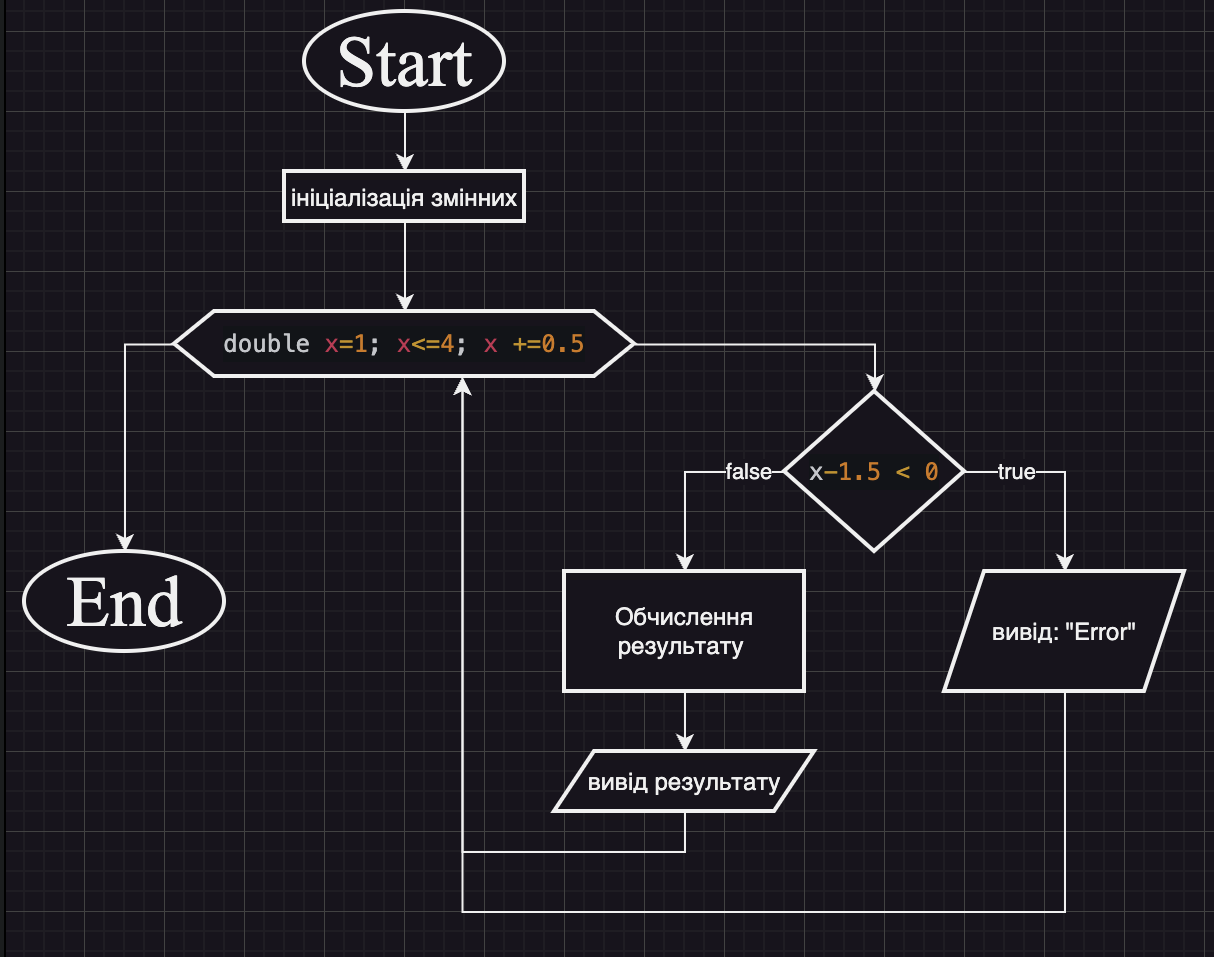 Start
ініціалізація змінних
double x=1; x<=4; x +=0.5
false
x-1.5 < 0
true
End
Обчислення
результату
вивід: "Error"
вивід результату